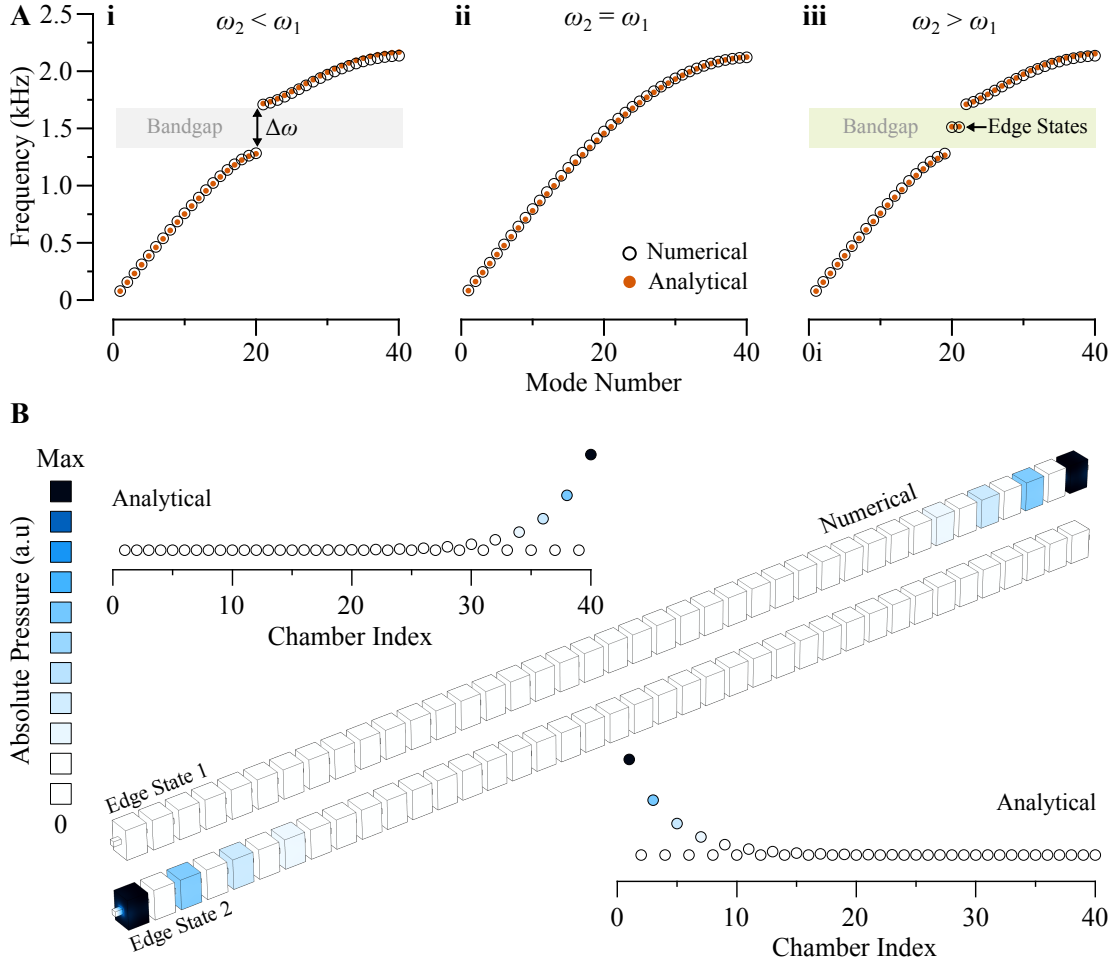 A i ω₂ < ω₁ ii ω₂ = ω₁ iii ω₂ > ω₁
Frequency (kHz)
2.5
2.0
1.5
1.0
0.5
0
Bandgap
Δω
Bandgap
Edge States
Numerical
Analytical
0 20 40
0 20 40
0i 20 40
Mode Number
B
Max
Absolute Pressure (a.u)
0
Analytical
0 10 20 30 40
Chamber Index
Numerical
Edge State 1
Edge State 2
Analytical
0 10 20 30 40
Chamber Index